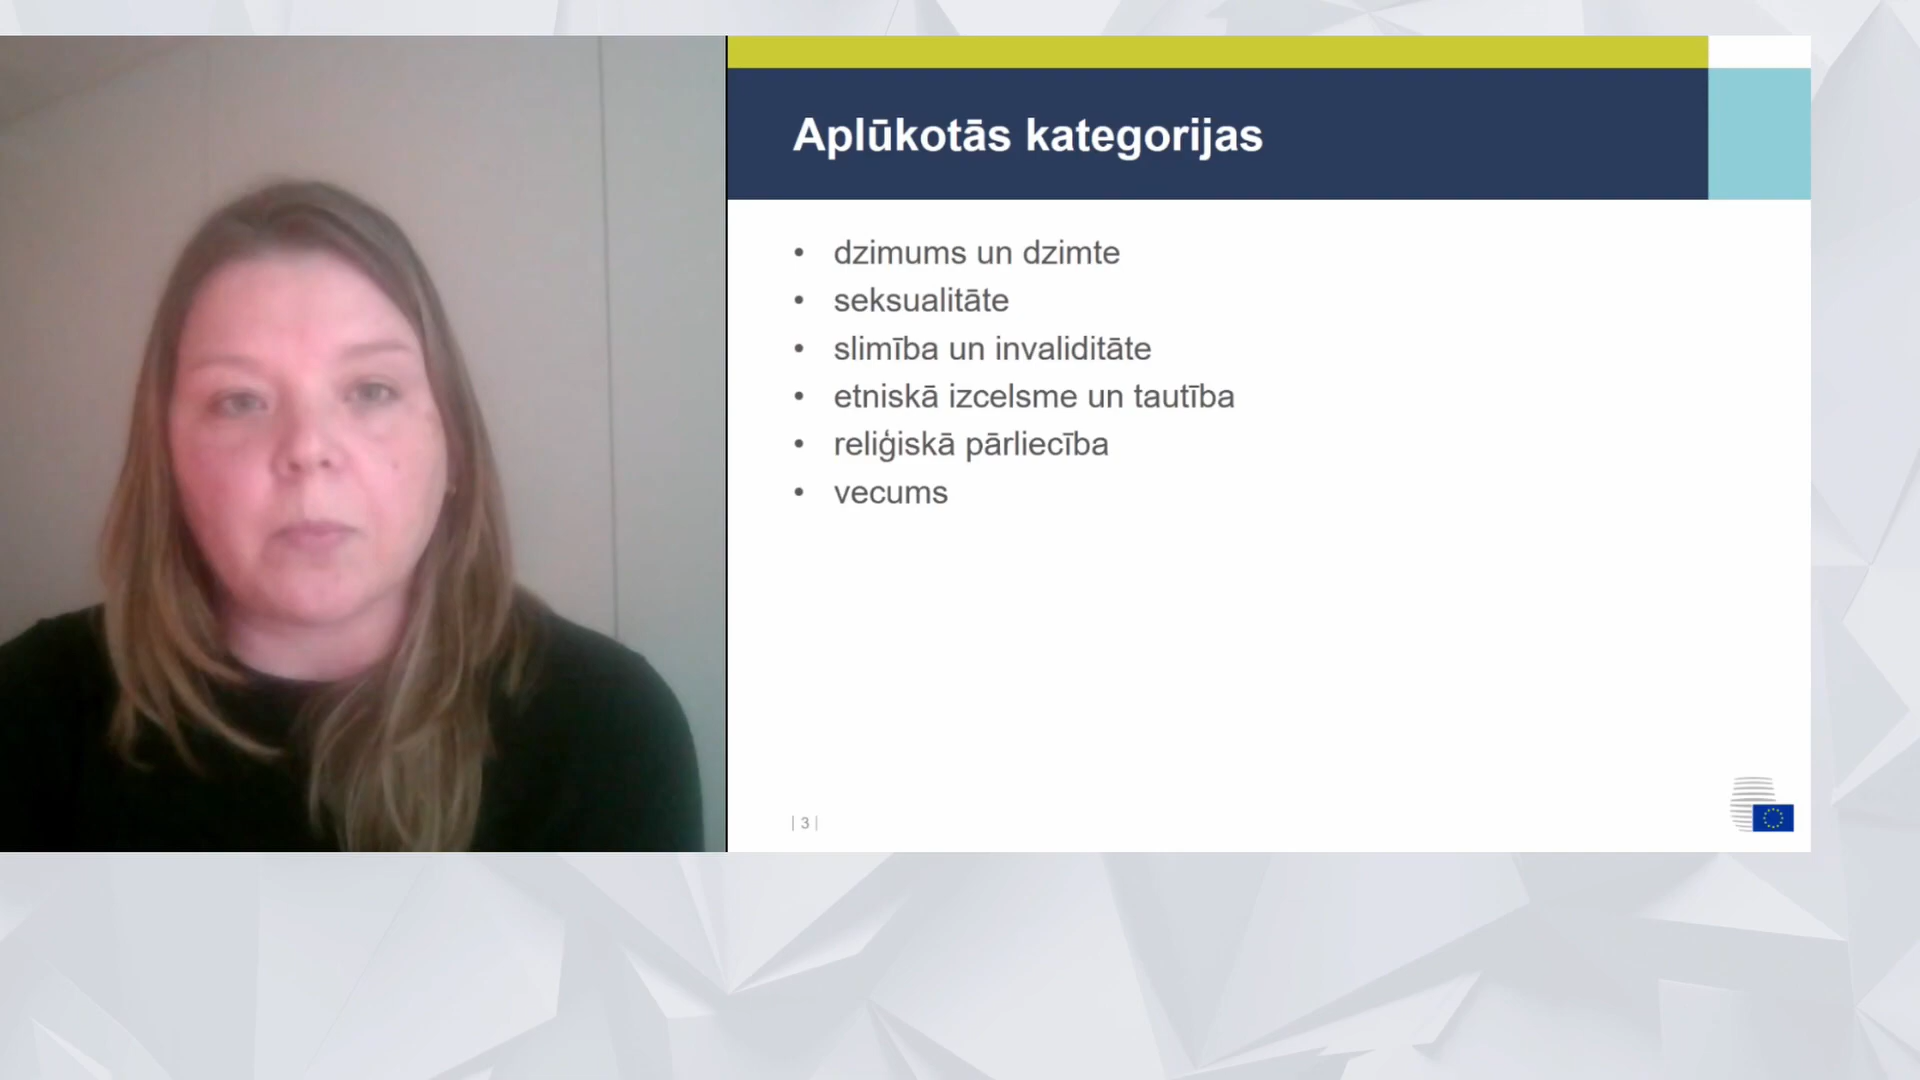 Aplūkotās kategorijas
• dzimums un dzimte
• seksualitāte
• slimība un invaliditāte
• etniskā izcelsme un tautība
• reliģiskā pārliecība
• vecums
| 3 |